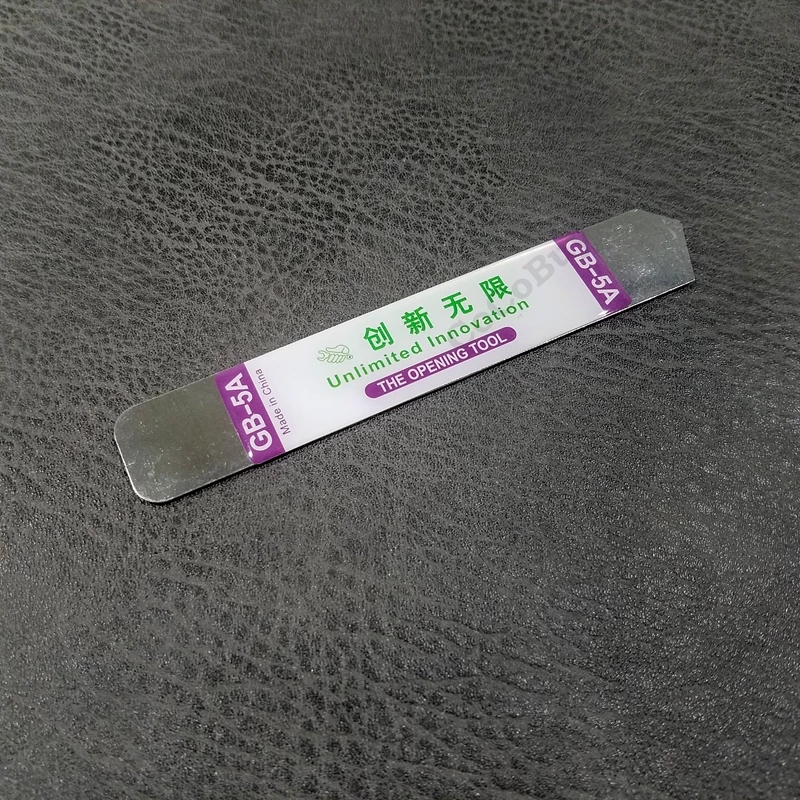 GB-5A
Made in China
创新无限
Unlimited Innovation
THE OPENING TOOL
GB-5A